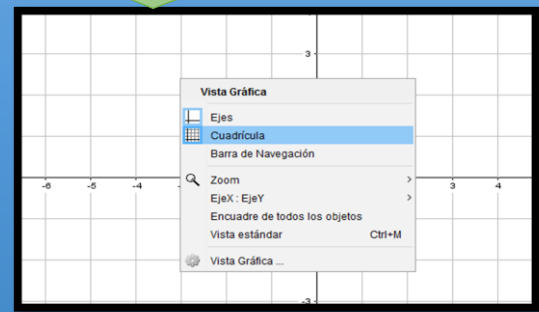 4
3
Vista Gráfica
Ejes
Cuadrícula
Barra de Navegación
-6 -5 -4 3 4
Zoom
EjeX : EjeY
Encuadre de todos los objetos
Vista estándar Ctrl+M
Vista Gráfica ...
-3